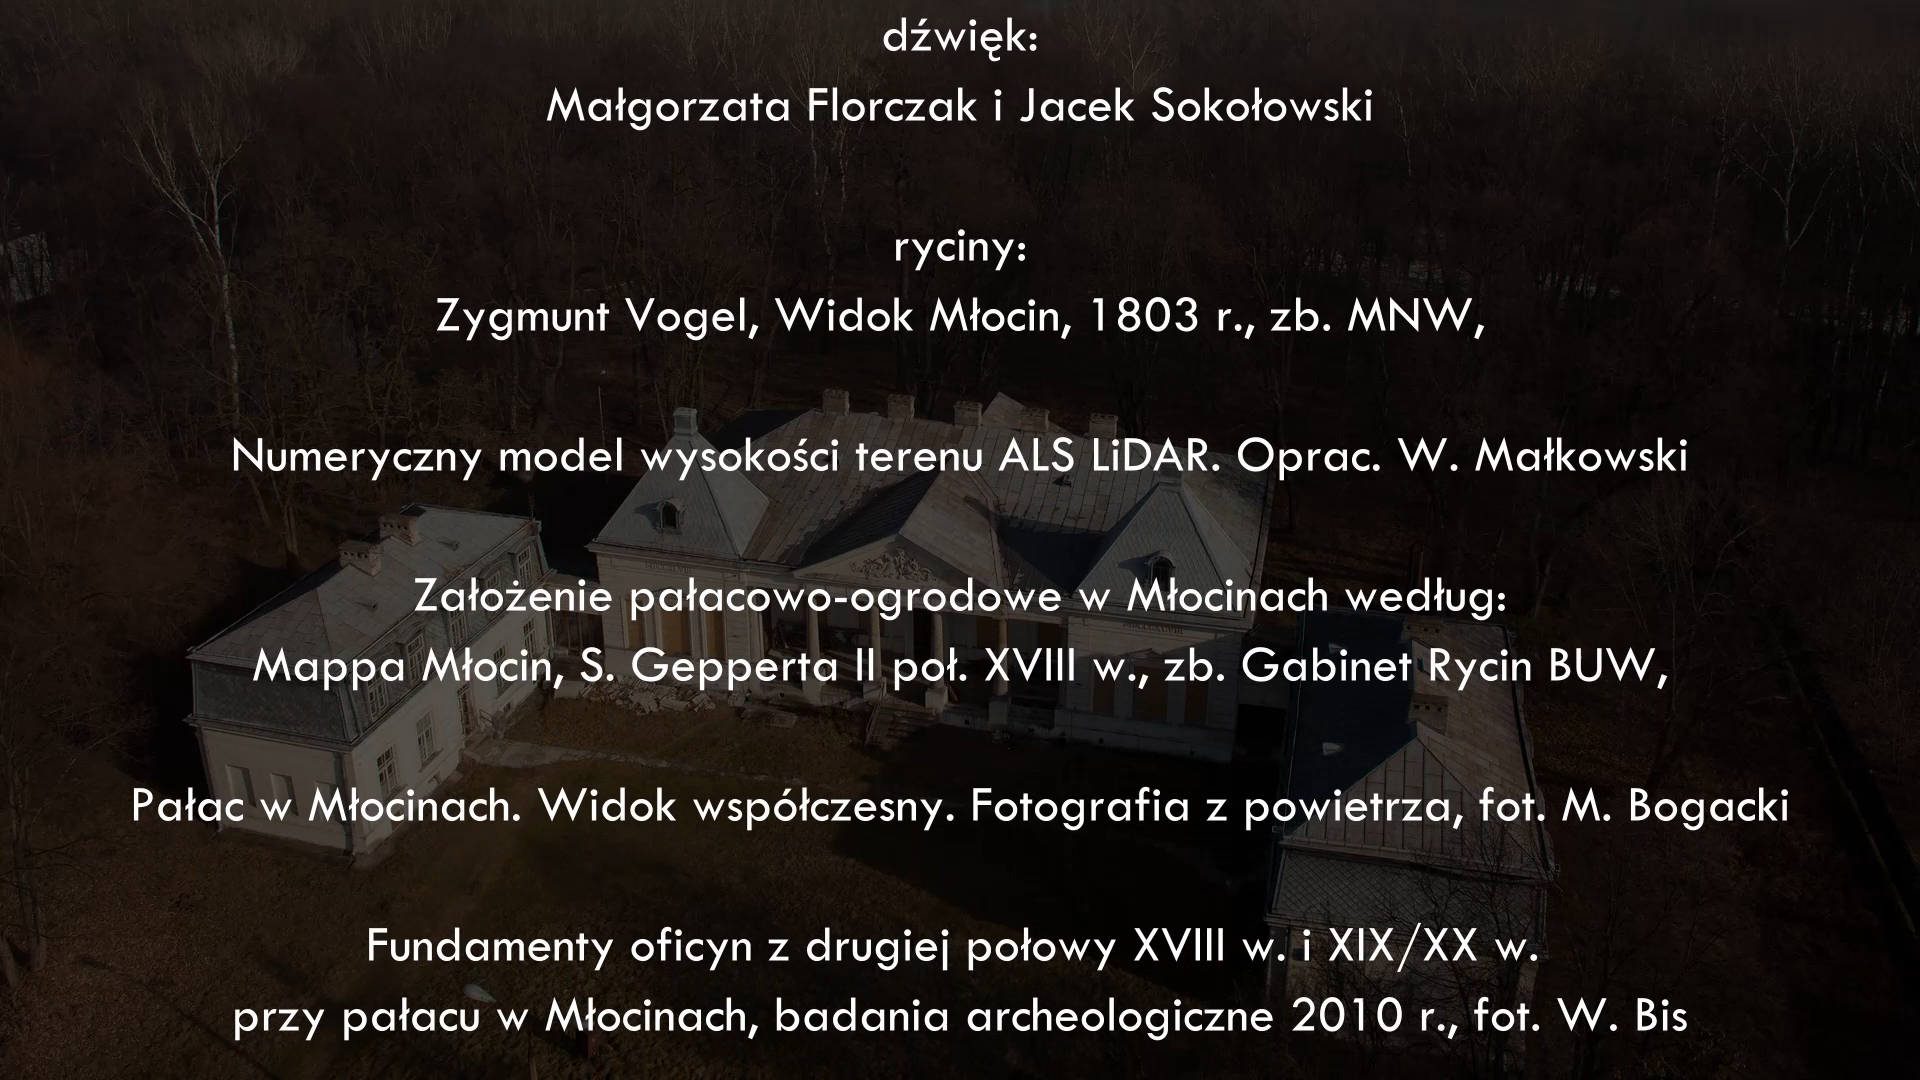 dźwięk:
Małgorzata Florczak i Jacek Sokołowski
ryciny:
Zygmunt Vogel, Widok Młocin, 1803 r., zb. MNW,
Numeryczny model wysokości terenu ALS LiDAR. Oprac. W. Małkowski
Założenie pałacowo-ogrodowe w Młocinach według:
Mappa Młocin, S. Gepperta II poł. XVIII w., zb. Gabinet Rycin BUW,
Pałac w Młocinach. Widok współczesny. Fotografia z powietrza, fot. M. Bogacki
Fundamenty oficyn z drugiej połowy XVIII w. i XIX/XX w.
przy pałacu w Młocinach, badania archeologiczne 2010 r., fot. W. Bis